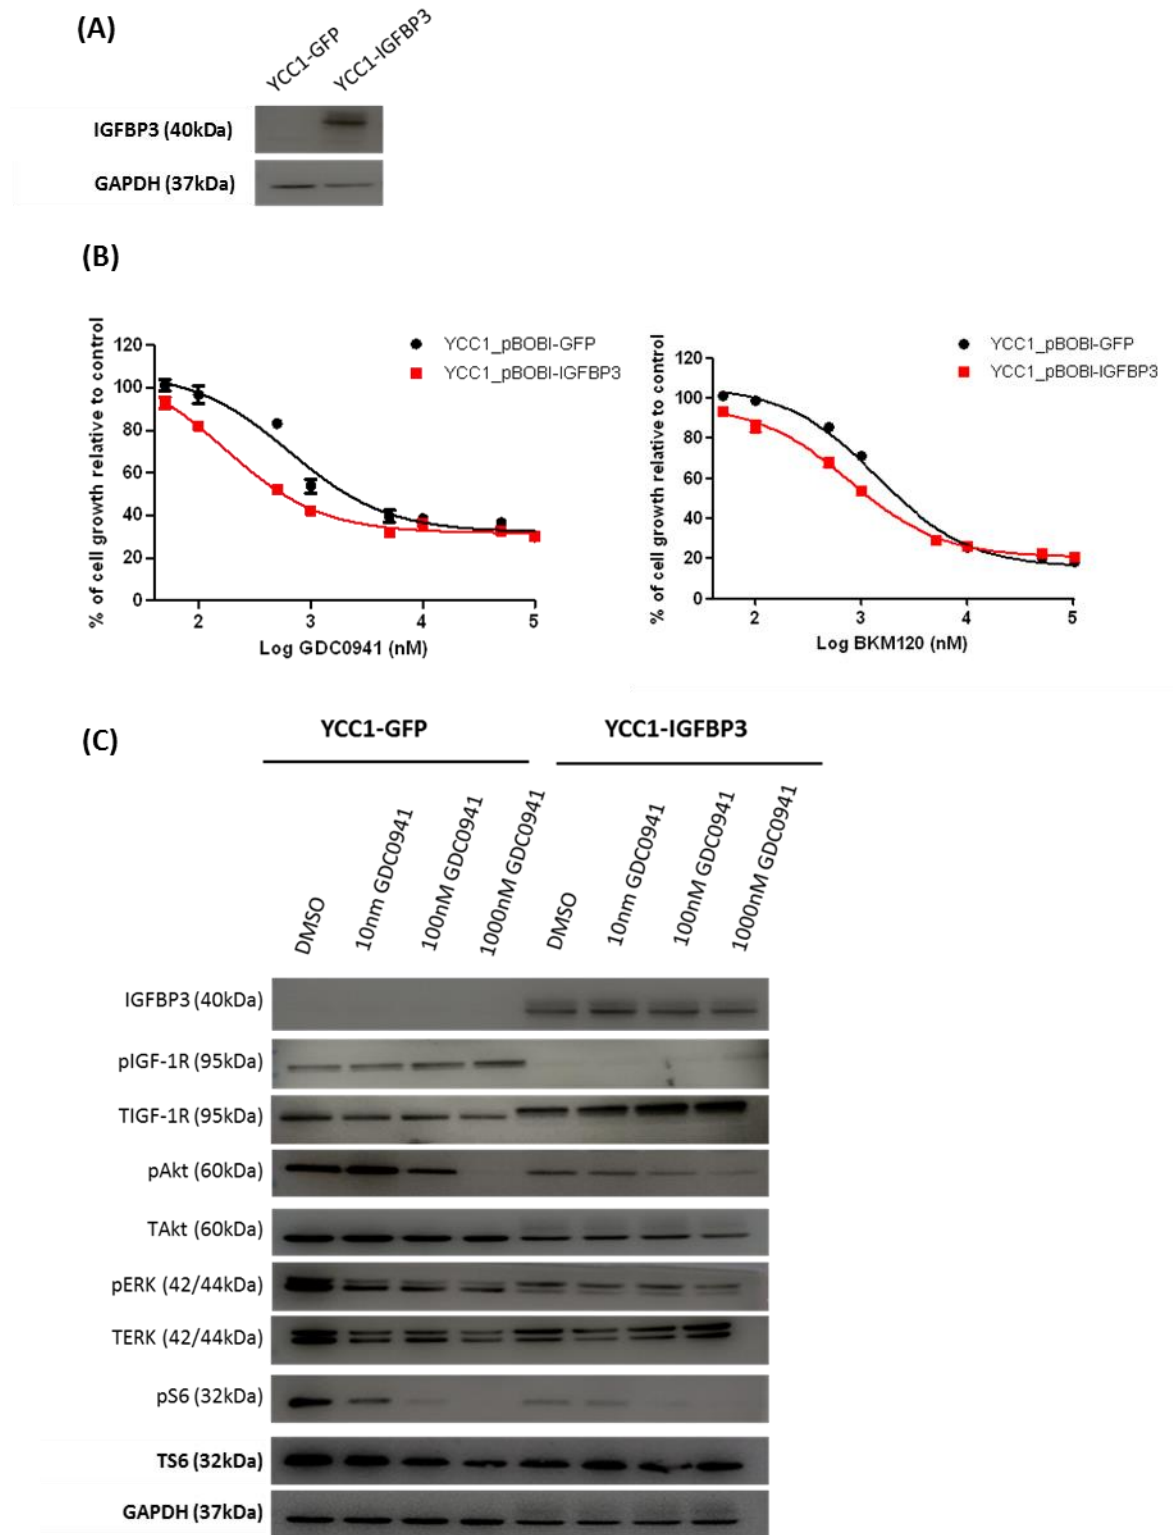 (A)
YCC1-GFP
YCC1-IGFBP3
IGFBP3 (40kDa)
GAPDH (37kDa)
(B)
% of cell growth relative to control
120
100
80
60
40
20
0
2
3
4
5
Log GDC0941 (nM)
YCC1_pBOBI-GFP
YCC1_pBOBI-IGFBP3
% of cell growth relative to control
120
100
80
60
40
20
0
2
3
4
5
Log BKM120 (nM)
YCC1_pBOBI-GFP
YCC1_pBOBI-IGFBP3
(C)
YCC1-GFP
YCC1-IGFBP3
DMSO
10nm GDC0941
100nM GDC0941
1000nM GDC0941
DMSO
10nm GDC0941
100nM GDC0941
1000nM GDC0941
IGFBP3 (40kDa)
pIGF-1R (95kDa)
TIGF-1R (95kDa)
pAkt (60kDa)
TAkt (60kDa)
pERK (42/44kDa)
TERK (42/44kDa)
pS6 (32kDa)
TS6 (32kDa)
GAPDH (37kDa)